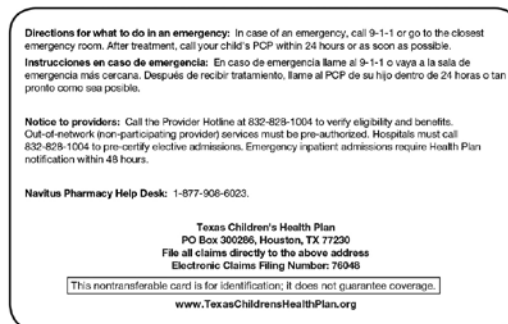 Directions for what to do in an emergency: In case of an emergency, call 9-1-1 or go to the closest
emergency room. After treatment, call your child's PCP within 24 hours or as soon as possible.
Instrucciones en caso de emergencia: En caso de emergencia llame al 9-1-1 o vaya a la sala de
emergencia más cercana. Después de recibir tratamiento, llame al PCP de su hijo dentro de 24 horas o tan
pronto como sea posible.
Notice to providers: Call the Provider Hotline at 832-828-1004 to verify eligibility and benefits.
Out-of-network (non-participating provider) services must be pre-authorized. Hospitals must call
832-828-1004 to pre-certify elective admissions. Emergency inpatient admissions require Health Plan
notification within 48 hours.
Navitus Pharmacy Help Desk: 1-877-908-6023.
Texas Children's Health Plan
PO Box 300286, Houston, TX 77230
File all claims directly to the above address
Electronic Claims Filing Number: 76048
This nontransferable card is for identification; it does not guarantee coverage.
www.TexasChildrensHealthPlan.org